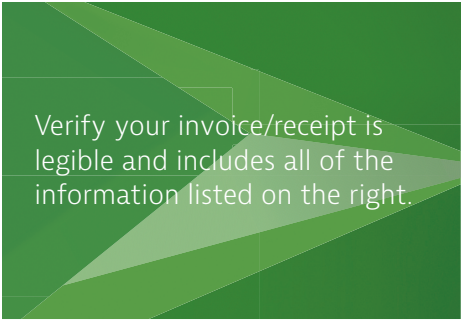 Verify your invoice/receipt is
legible and includes all of the
information listed on the right.